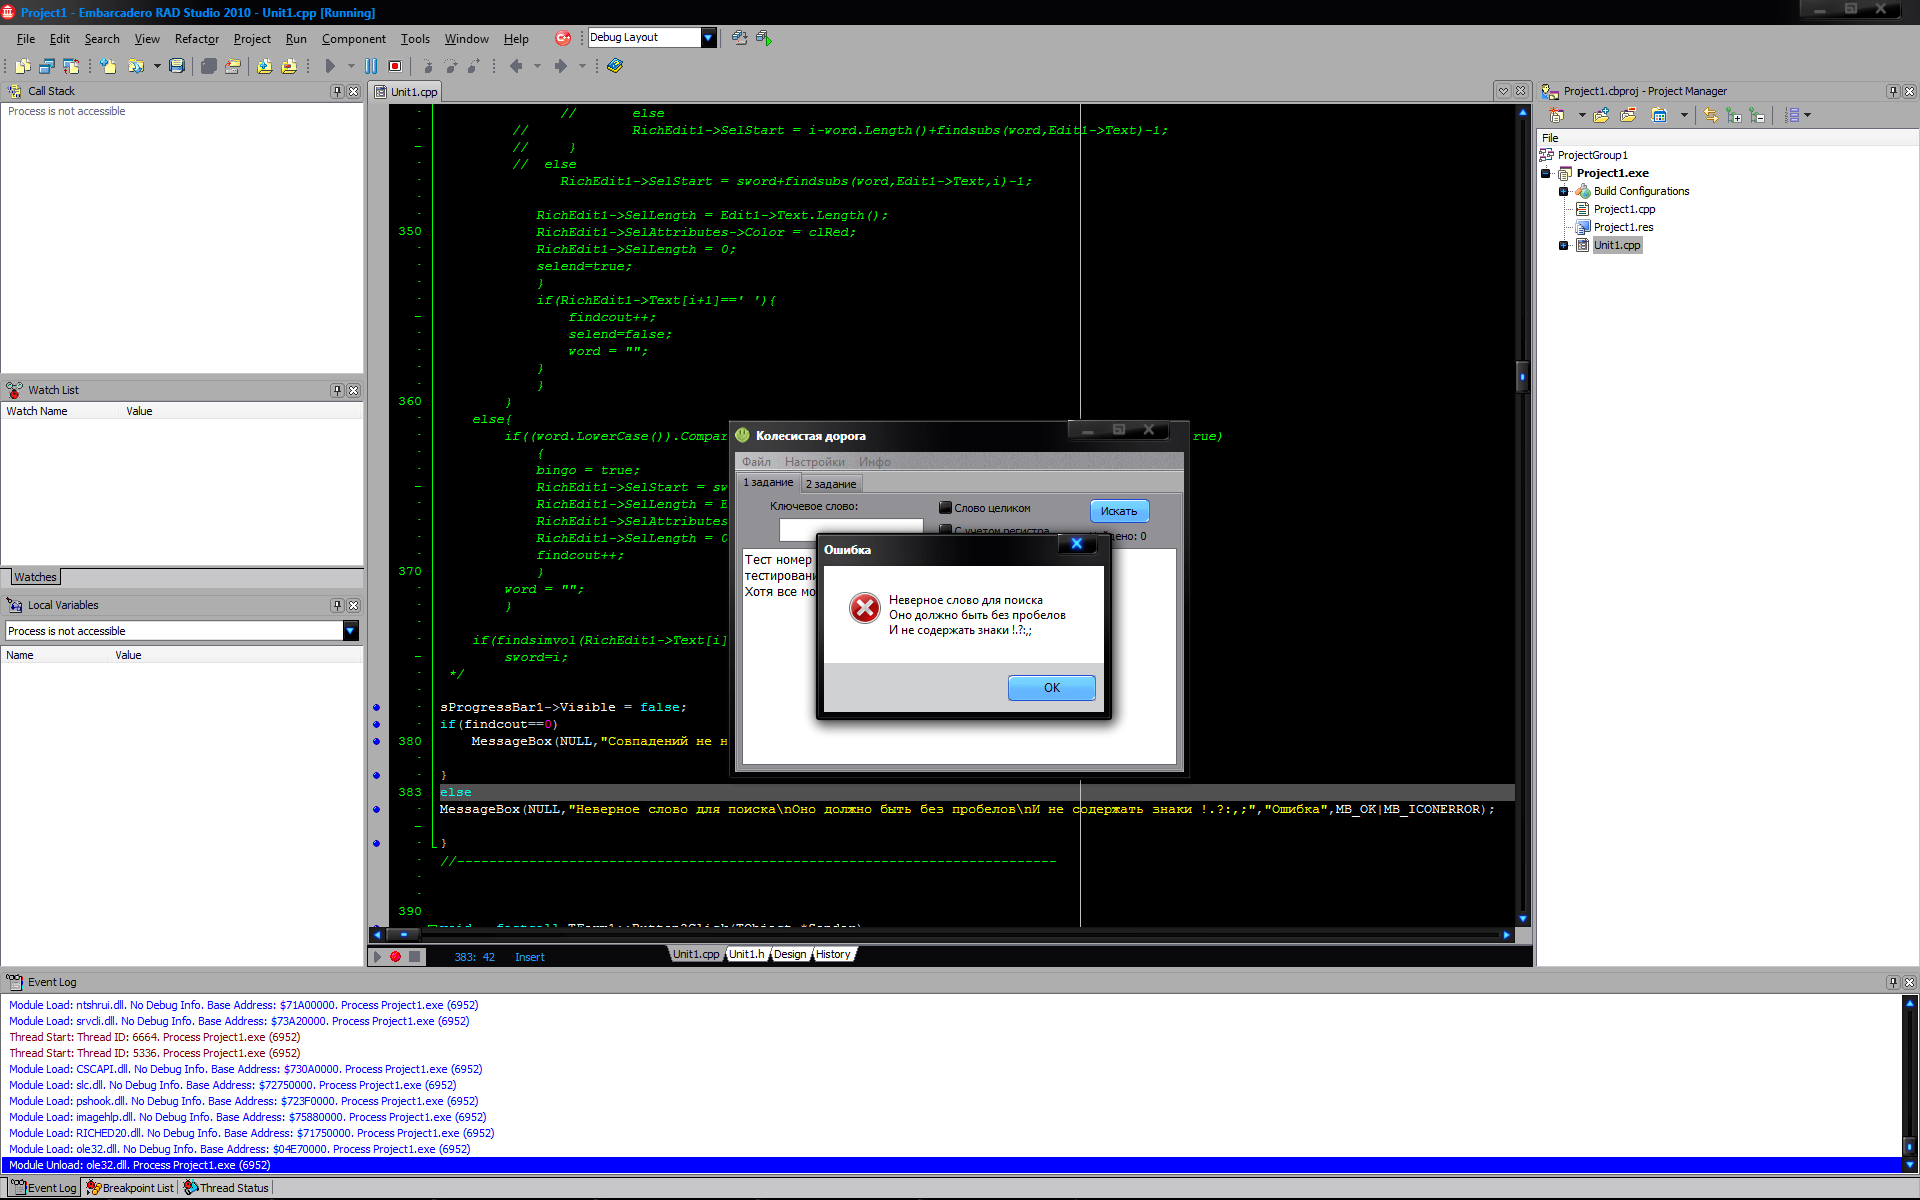 Project1 - Embarcadero RAD Studio 2010 - Unit1.cpp [Running]
File Edit Search View Refactor Project Run Component Tools Window Help
Debug Layout
Call Stack
Process is not accessible
Watch List
Watch Name Value
Watches
Local Variables
Process is not accessible
Name Value
Unit1.cpp
// else
// RichEdit1->SelStart = i-word.Length()+findsubs(word,Edit1->Text)-1;
// }
// else
RichEdit1->SelStart = sword+findsubs(word,Edit1->Text,i)-1;
RichEdit1->SelLength = Edit1->Text.Length();
350 RichEdit1->SelAttributes->Color = clRed;
RichEdit1->SelLength = 0;
selend=true;
}
if(RichEdit1->Text[i+1]==' '){
findcout++;
selend=false;
word = "";
}
}
360 }
else{
if((word.LowerCase()).Compar rue)
{
bingo = true;
RichEdit1->SelStart = sw
RichEdit1->SelLength = E
RichEdit1->SelAttributes
RichEdit1->SelLength = 0
findcout++;
370 }
word = "";
}
if(findsimvol(RichEdit1->Text[i]
sword=i;
*/
sProgressBar1->Visible = false;
if(findcout==0)
380 MessageBox(NULL,"Совпадений не н
}
383 else
MessageBox(NULL,"Неверное слово для поиска\nОно должно быть без пробелов\nИ не содержать знаки !.?:,;","Ошибка",MB_OK|MB_ICONERROR);
}
//---------------------------------------------------------------------------
390
383: 42 Insert
Unit1.cpp Unit1.h Design History
Колесистая дорога
Файл Настройки Инфо
1 задание 2 задание
Ключевое слово:
Слово целиком
С учетом регистра
Искать
дено: 0
Тест номер
тестировани
Хотя все мо
Ошибка
Неверное слово для поиска
Оно должно быть без пробелов
И не содержать знаки !.?:,;
OK
Project1.cbproj - Project Manager
File
ProjectGroup1
Project1.exe
Build Configurations
Project1.cpp
Project1.res
Unit1.cpp
Event Log
Module Load: ntshrui.dll. No Debug Info. Base Address: $71A00000. Process Project1.exe (6952)
Module Load: srvcli.dll. No Debug Info. Base Address: $73A20000. Process Project1.exe (6952)
Thread Start: Thread ID: 6664. Process Project1.exe (6952)
Thread Start: Thread ID: 5336. Process Project1.exe (6952)
Module Load: CSCAPI.dll. No Debug Info. Base Address: $730A0000. Process Project1.exe (6952)
Module Load: slc.dll. No Debug Info. Base Address: $72750000. Process Project1.exe (6952)
Module Load: pshook.dll. No Debug Info. Base Address: $723F0000. Process Project1.exe (6952)
Module Load: imagehlp.dll. No Debug Info. Base Address: $75880000. Process Project1.exe (6952)
Module Load: RICHED20.dll. No Debug Info. Base Address: $71750000. Process Project1.exe (6952)
Module Load: ole32.dll. No Debug Info. Base Address: $04E70000. Process Project1.exe (6952)
Module Unload: ole32.dll. Process Project1.exe (6952)
Event Log Breakpoint List Thread Status